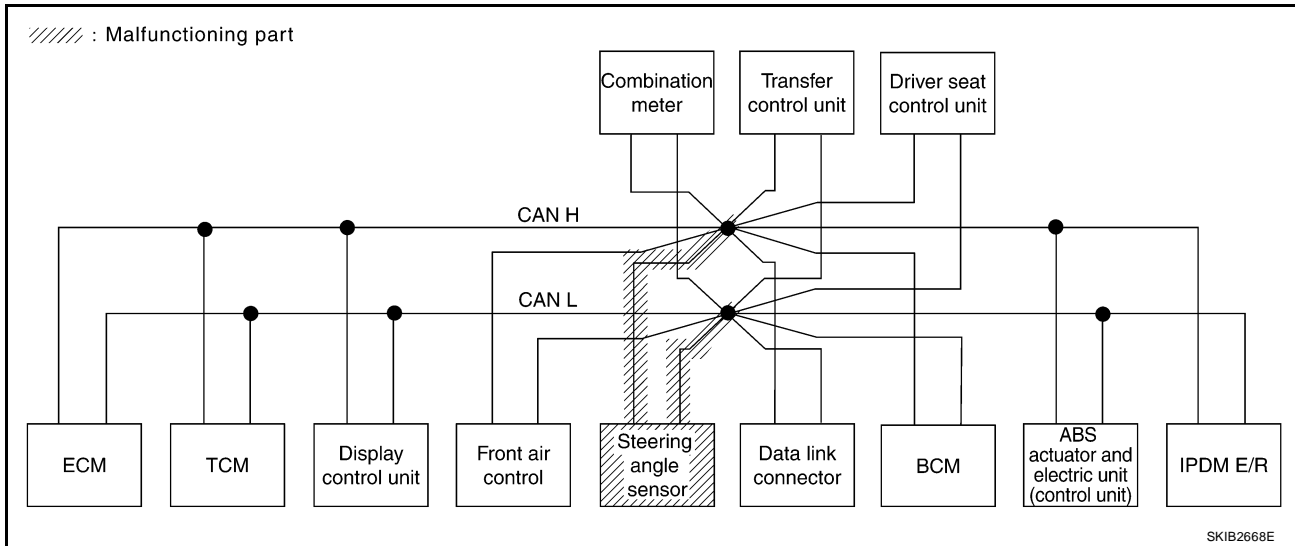 : Malfunctioning part
Combination
meter
Transfer
control unit
Driver seat
control unit
CAN H
CAN L
ECM
TCM
Display
control unit
Front air
control
Steering
angle
sensor
Data link
connector
BCM
ABS
actuator and
electric unit
(control unit)
IPDM E/R
SKIB2668E